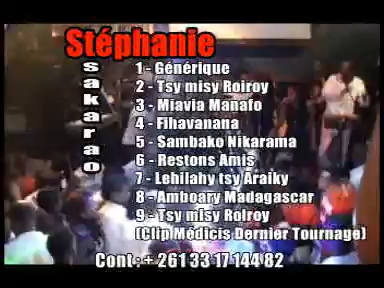 Stéphanie
sakarao
1 - Générique
2 - Tsy misy Roiroy
3 - Miavia Manafo
4 - Fihavanana
5 - Sambako Nikarama
6 - Restons Amis
7 - Lehilahy tsy Araiky
8 - Amboary Madagascar
9 - Tsy misy Roiroy
(Clip Médicis Dernier Tournage)
Cont : + 261 33 17 144 82